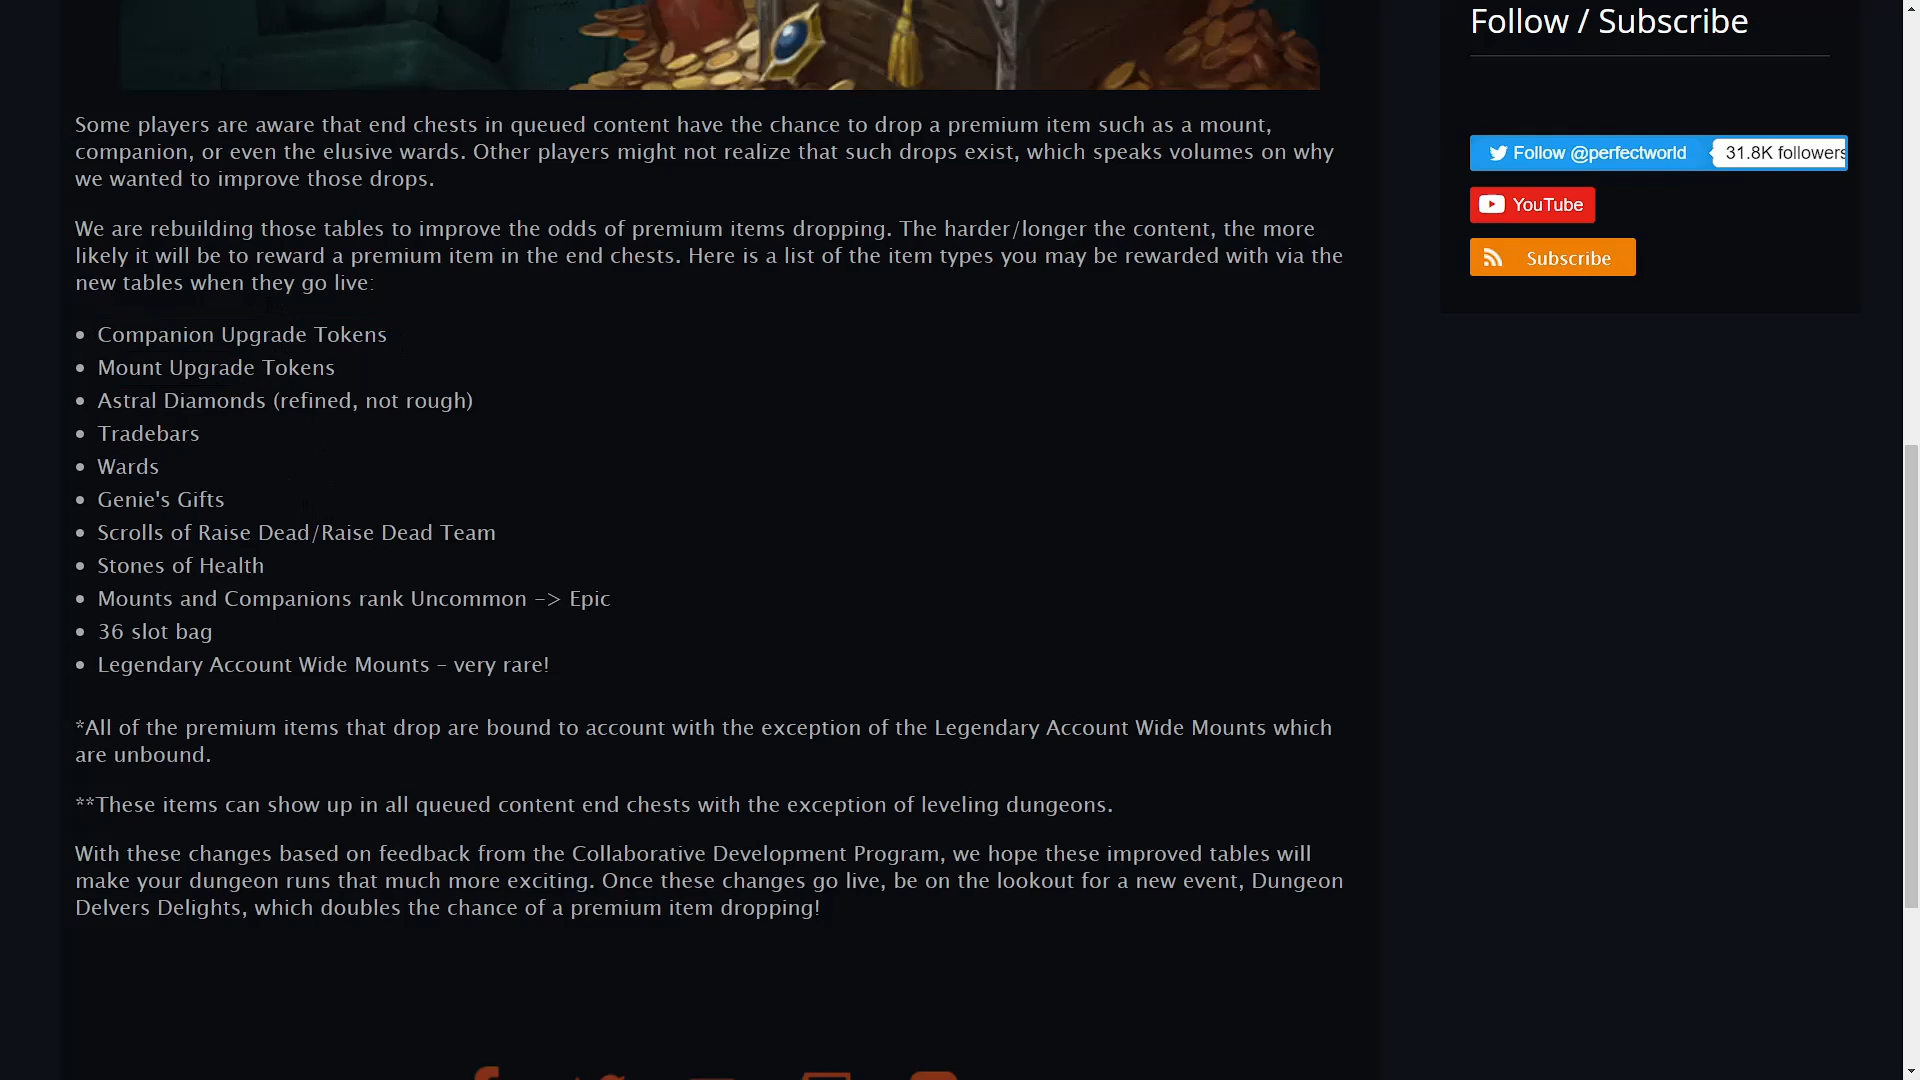 Follow / Subscribe
Some players are aware that end chests in queued content have the chance to drop a premium item such as a mount,
companion, or even the elusive wards. Other players might not realize that such drops exist, which speaks volumes on why
we wanted to improve those drops.
Follow @perfectworld
31.8K followers
YouTube
Subscribe
We are rebuilding those tables to improve the odds of premium items dropping. The harder/longer the content, the more
likely it will be to reward a premium item in the end chests. Here is a list of the item types you may be rewarded with via the
new tables when they go live:
• Companion Upgrade Tokens
• Mount Upgrade Tokens
• Astral Diamonds (refined, not rough)
• Tradebars
• Wards
• Genie's Gifts
• Scrolls of Raise Dead/Raise Dead Team
• Stones of Health
• Mounts and Companions rank Uncommon -> Epic
• 36 slot bag
• Legendary Account Wide Mounts - very rare!
*All of the premium items that drop are bound to account with the exception of the Legendary Account Wide Mounts which
are unbound.
**These items can show up in all queued content end chests with the exception of leveling dungeons.
With these changes based on feedback from the Collaborative Development Program, we hope these improved tables will
make your dungeon runs that much more exciting. Once these changes go live, be on the lookout for a new event, Dungeon
Delvers Delights, which doubles the chance of a premium item dropping!